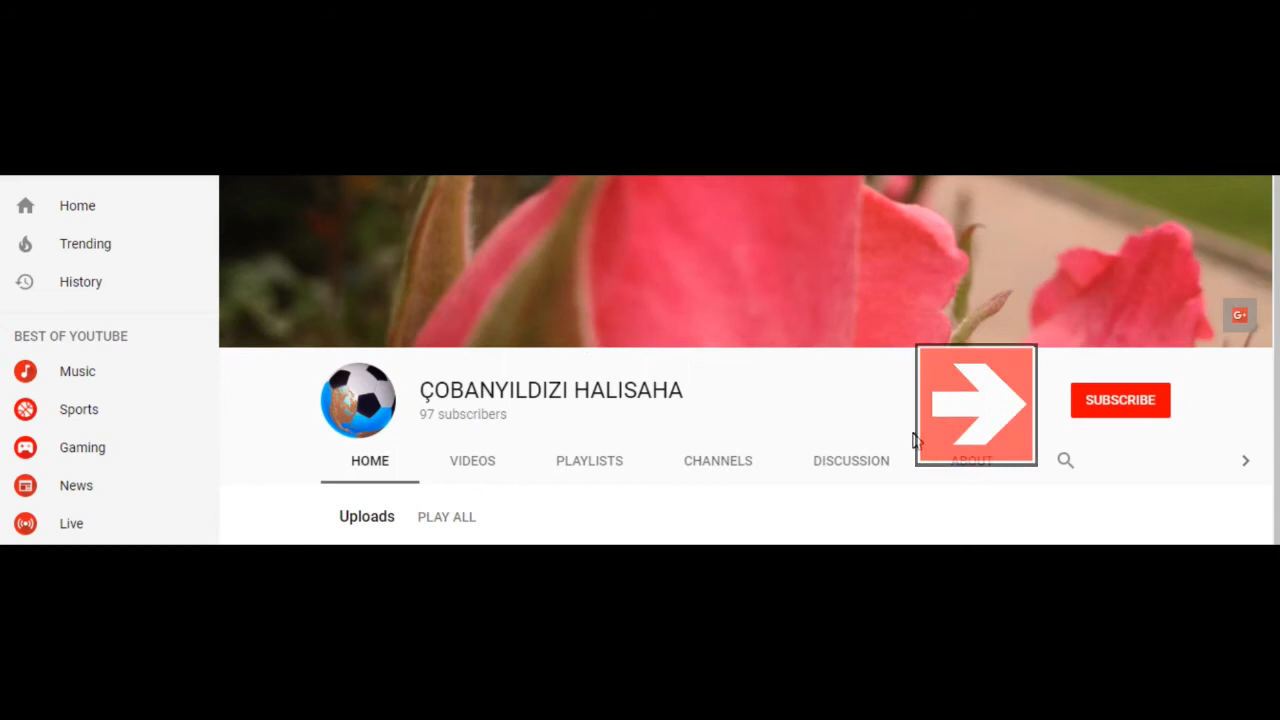 Home
Trending
History
BEST OF YOUTUBE
Music
Sports
Gaming
News
Live
G+
ÇOBANYILDIZI HALISAHA
97 subscribers
SUBSCRIBE
HOME VIDEOS PLAYLISTS CHANNELS DISCUSSION ABOUT
Uploads PLAY ALL